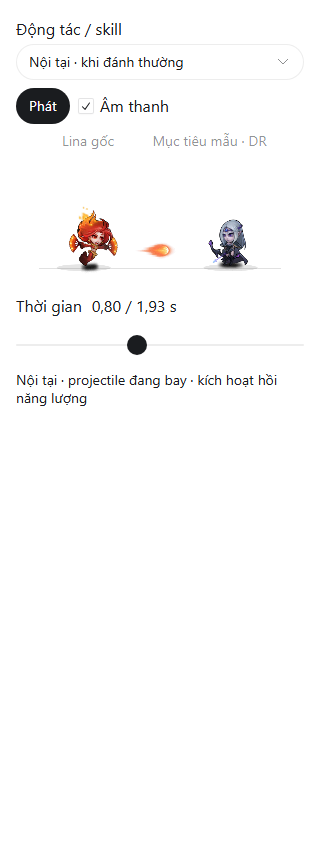 Động tác / skill
Nội tại · khi đánh thường
Phát
Âm thanh
Lina gốc
Mục tiêu mẫu · DR
Thời gian 0,80 / 1,93 s
Nội tại · projectile đang bay · kích hoạt hồi
năng lượng